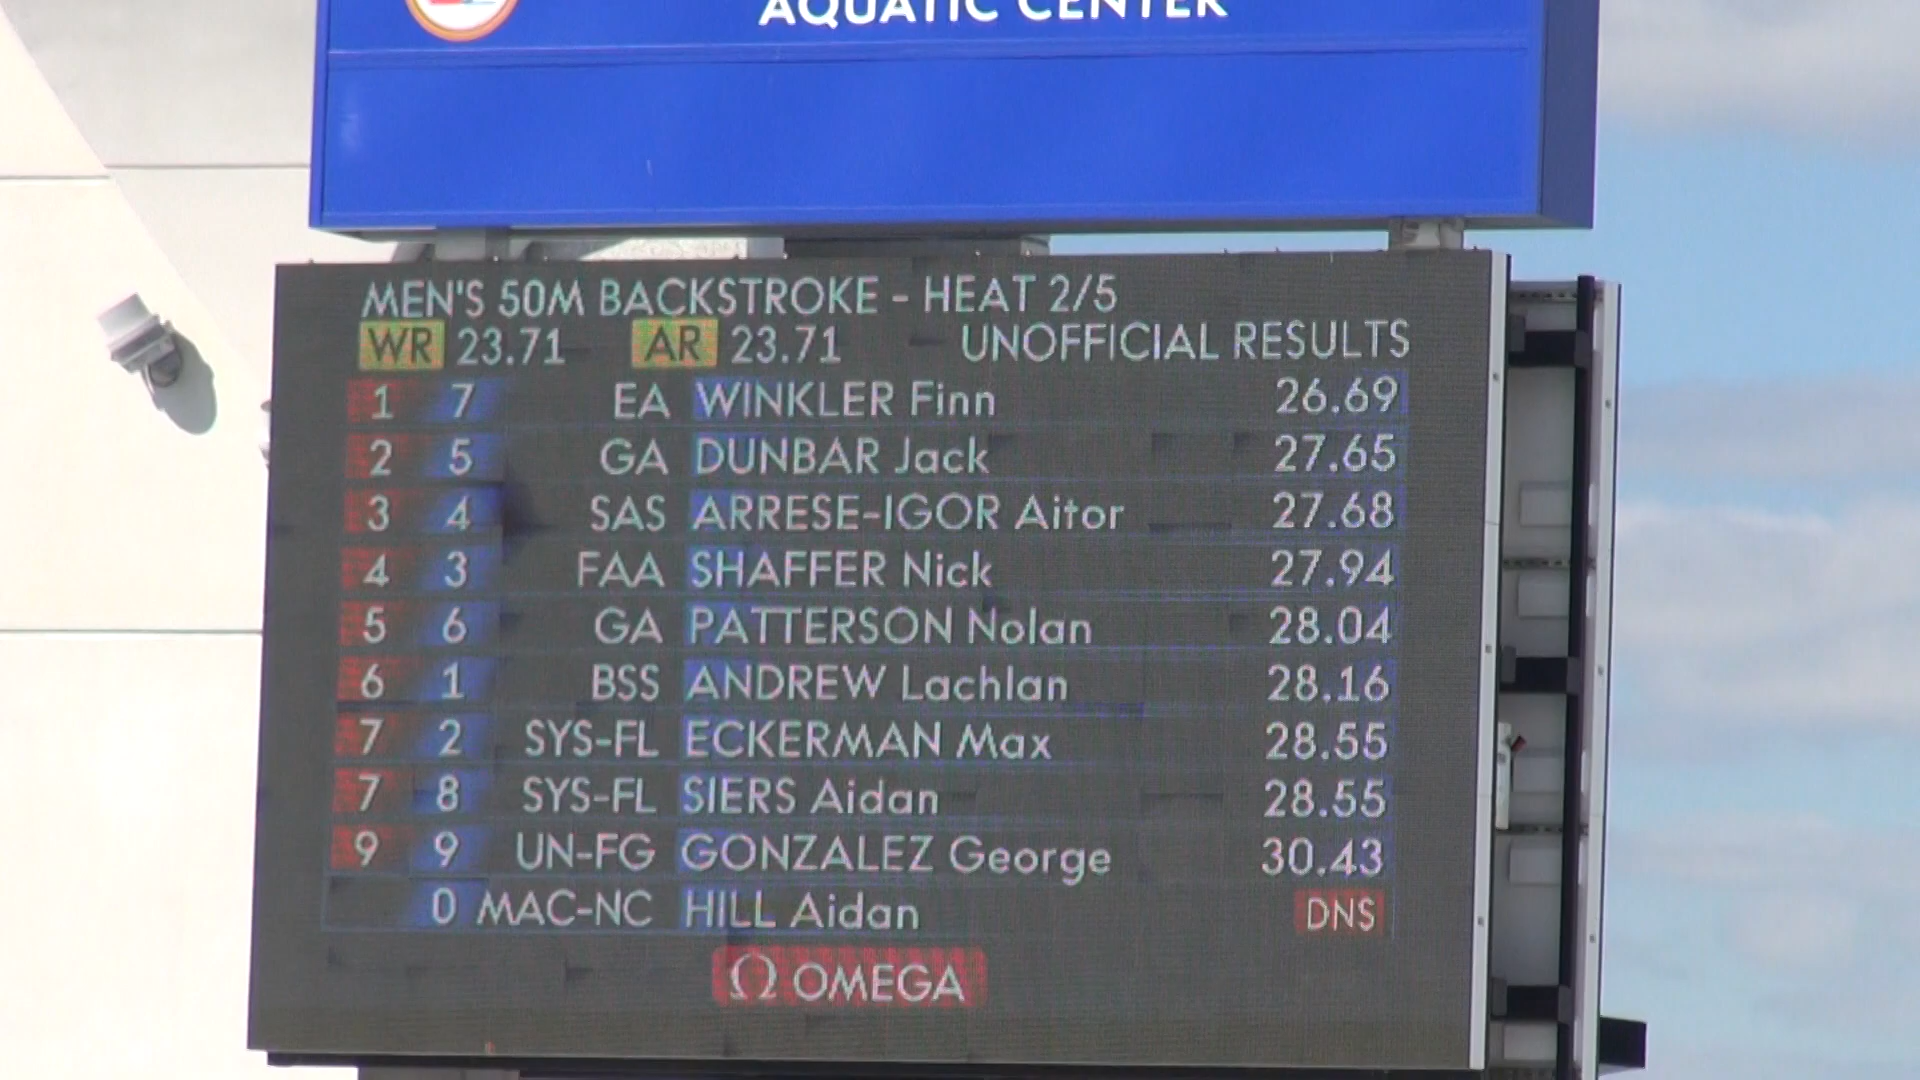 AQUATIC CENTER
MEN'S 50M BACKSTROKE - HEAT 2/5
WR 23.71 AR 23.71 UNOFFICIAL RESULTS
1 7 EA WINKLER Finn 26.69
2 5 GA DUNBAR Jack 27.65
3 4 SAS ARRESE-IGOR Aitor 27.68
4 3 FAA SHAFFER Nick 27.94
5 6 GA PATTERSON Nolan 28.04
6 1 BSS ANDREW Lachlan 28.16
7 2 SYS-FL ECKERMAN Max 28.55
7 8 SYS-FL SIERS Aidan 28.55
9 9 UN-FG GONZALEZ George 30.43
0 MAC-NC HILL Aidan DNS
Ω OMEGA